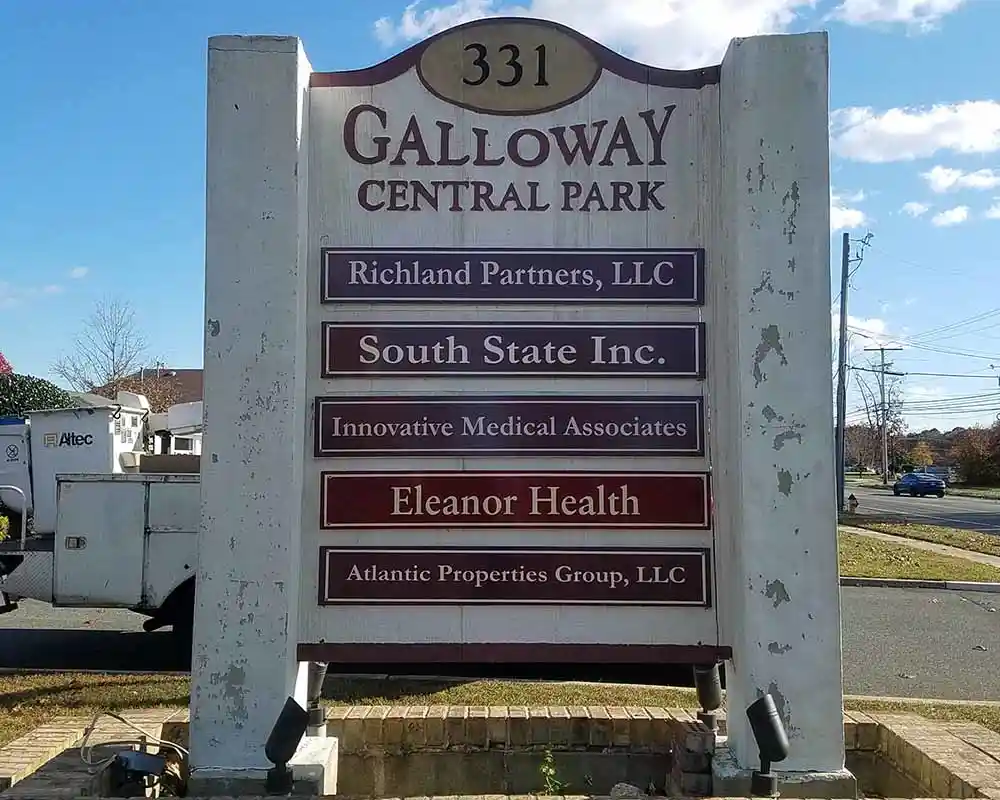 331
GALLOWAY
CENTRAL PARK
Richland Partners, LLC
South State Inc.
Innovative Medical Associates
Eleanor Health
Atlantic Properties Group, LLC
Altec